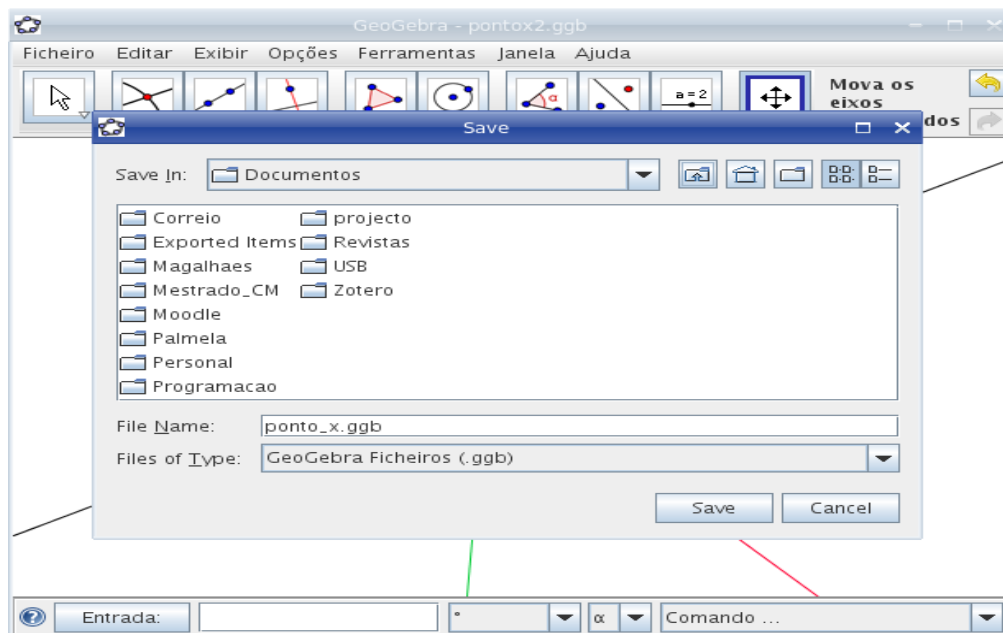 GeoGebra - pontox2.ggb
Ficheiro Editar Exibir Opções Ferramentas Janela Ajuda
α
a = 2
Mova os
eixos
dos
Save
Save In: Documentos
Correio projecto
Exported Items Revistas
Magalhaes USB
Mestrado_CM Zotero
Moodle
Palmela
Personal
Programacao
File Name: ponto_x.ggb
Files of Type: GeoGebra Ficheiros (.ggb)
Save Cancel
? Entrada: ° α Comando ...